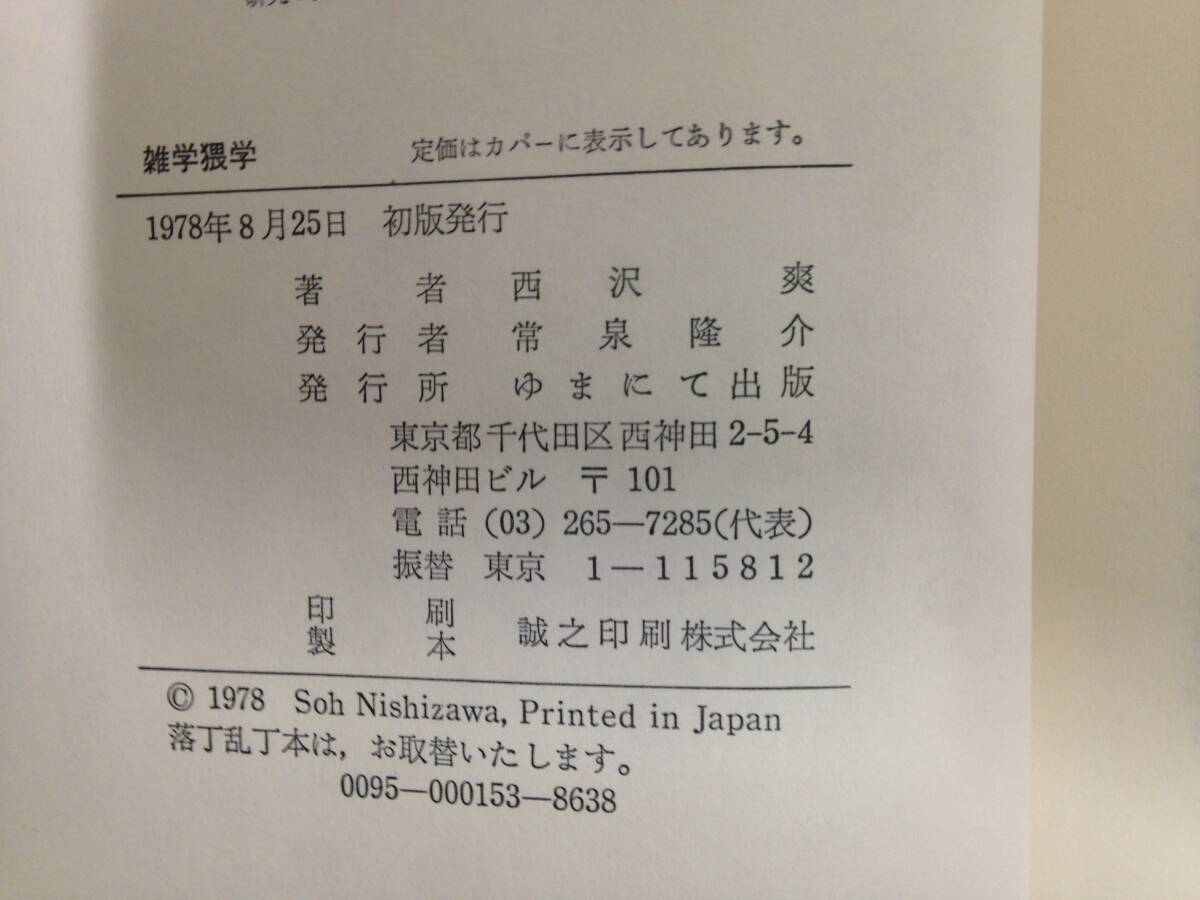 雑学猥学 定価はカバーに表示してあります。
1978年8月25日 初版発行
著者 西沢爽
発行者 常泉隆介
発行所 ゆまにて出版
東京都千代田区西神田2-5-4
西神田ビル 〒101
電話 (03) 265―7285(代表)
振替 東京 1―115812
印刷
製本 誠之印刷株式会社
© 1978 Soh Nishizawa, Printed in Japan
落丁乱丁本は，お取替いたします。
0095―000153―8638